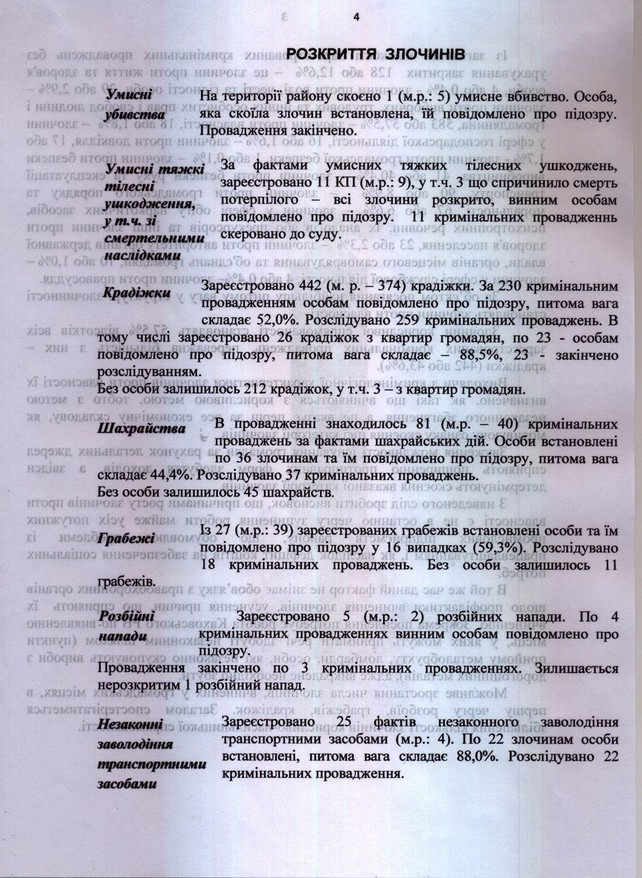 4
РОЗКРИТТЯ ЗЛОЧИНІВ
Умисні убивства
На території району скоєно 1 (м.р.: 5) умисне вбивство. Особа,
яка скоїла злочин встановлена, їй повідомлено про підозру.
Провадження закінчено.
Умисні тяжкі тілесні ушкодження, у т.ч. зі смертельними наслідками
За фактами умисних тяжких тілесних ушкоджень,
зареєстровано 11 КП (м.р.: 9), у т.ч. 3 що спричинило смерть
потерпілого – всі злочини розкрито, винним особам
повідомлено про підозру. 11 кримінальних провадженнь
скеровано до суду.
Крадіжки
Зареєстровано 442 (м. р. – 374) крадіжки. За 230 кримінальним
провадженням особам повідомлено про підозру, питома вага
складає 52,0%. Розслідувано 259 кримінальних проваджень. В
тому числі зареєстровано 26 крадіжок з квартир громадян, по 23 - особам
повідомлено про підозру, питома вага складає – 88,5%, 23 - закінчено
розслідуванням.
Без особи залишилось 212 крадіжок, у т.ч. 3 – з квартир громадян.
Шахрайства
В провадженні знаходилось 81 (м.р. – 40) кримінальних
проваджень за фактами шахрайських дій. Особи встановлені
по 36 злочинам та їм повідомлено про підозру, питома вага
складає 44,4%. Розслідувано 37 кримінальних проваджень.
Без особи залишилось 45 шахрайств.
Грабежі
Із 27 (м.р.: 39) зареєстрованих грабежів встановлені особи та їм
повідомлено про підозру у 16 випадках (59,3%). Розслідувано
18 кримінальних проваджень. Без особи залишилось 11
грабежів.
Розбійні напади
Зареєстровано 5 (м.р.: 2) розбійних напади. По 4
кримінальних провадженнях винним особам повідомлено про
підозру.
Провадження закінчено по 3 кримінальних провадженнях. Зилишається
нерозкритим 1 розбійний напад.
Незаконні заволодіння транспортними засобами
Зареєстровано 25 фактів незаконного заволодіння
транспортними засобами (м.р.: 4). По 22 злочинам особи
встановлені, питома вага складає 88,0%. Розслідувано 22
кримінальних провадження.